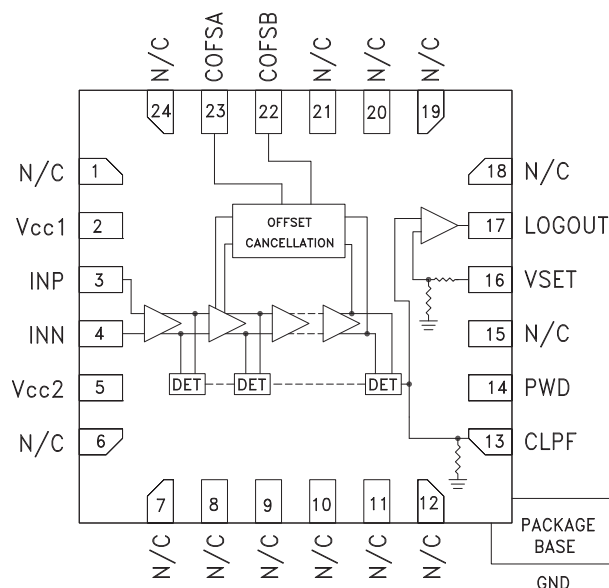 N/C
COFSA
COFSB
N/C
N/C
N/C
24
23
22
21
20
19
N/C
1
Vcc1
2
INP
3
INN
4
Vcc2
5
N/C
6
OFFSET
CANCELLATION
DET
DET
DET
18
N/C
17
LOGOUT
16
VSET
15
N/C
14
PWD
13
CLPF
7
8
9
10
11
12
N/C
N/C
N/C
N/C
N/C
N/C
PACKAGE
BASE
GND